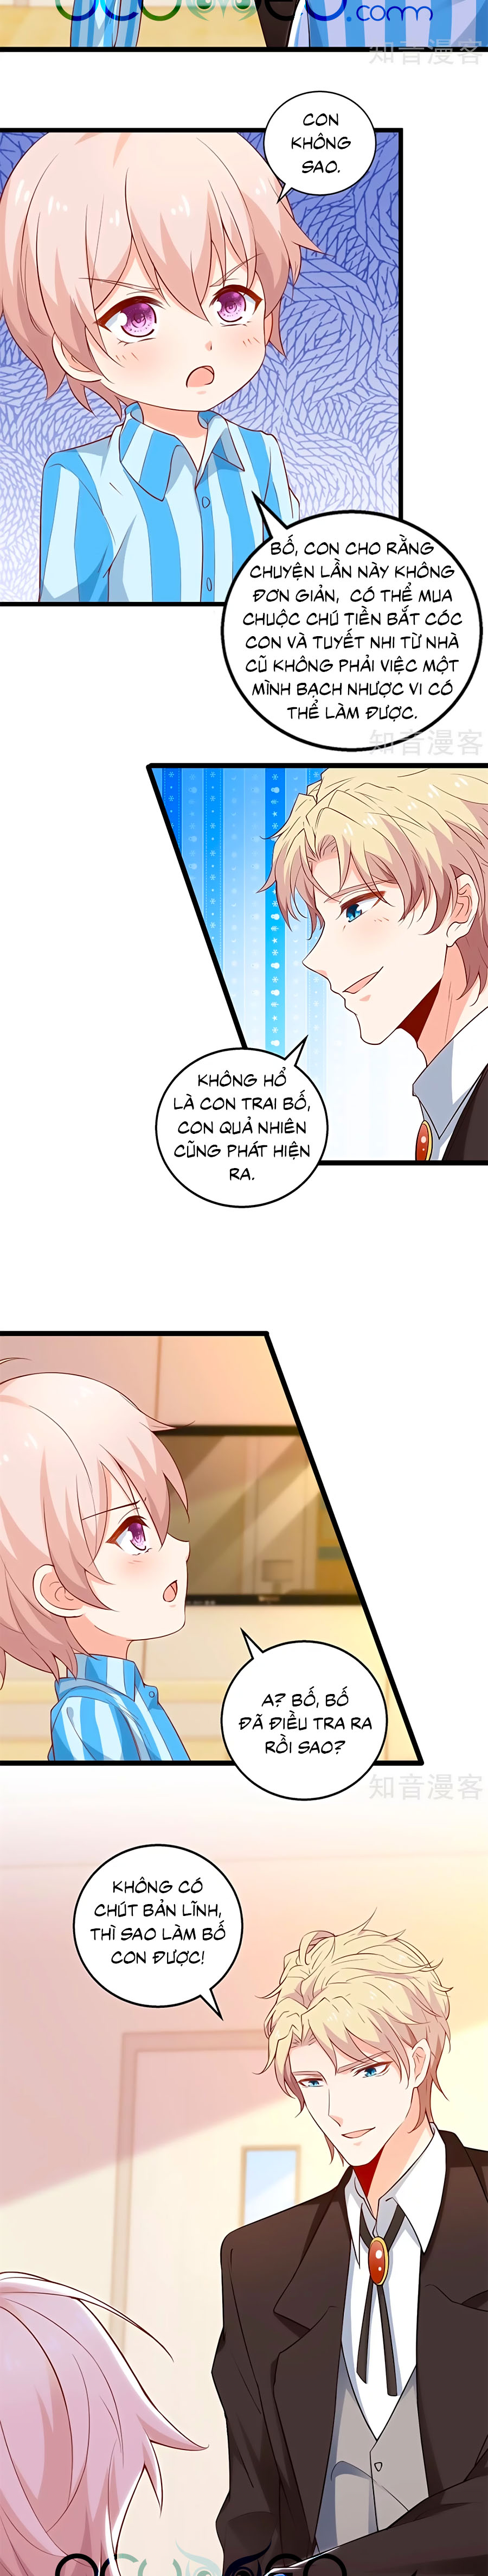 .com
知音漫客
CON
KHÔNG
SAO.
BỐ, CON CHO RẰNG
CHUYỆN LẦN NÀY KHÔNG
ĐƠN GIẢN, CÓ THỂ MUA
CHUỘC CHÚ TIỀN BẮT CÓC
CON VÀ TUYẾT NHI TỪ NHÀ
CŨ KHÔNG PHẢI VIỆC MỘT
MÌNH BẠCH NHƯỢC VI CÓ
THỂ LÀM ĐƯỢC.
知音漫客
KHÔNG HỔ
LÀ CON TRAI BỐ,
CON QUẢ NHIÊN
CŨNG PHÁT HIỆN
RA.
A? BỐ, BỐ
ĐÃ ĐIỀU TRA RA
RỒI SAO?
知音漫客
KHÔNG CÓ
CHÚT BẢN LĨNH,
THÌ SAO LÀM BỐ
CON ĐƯỢC!